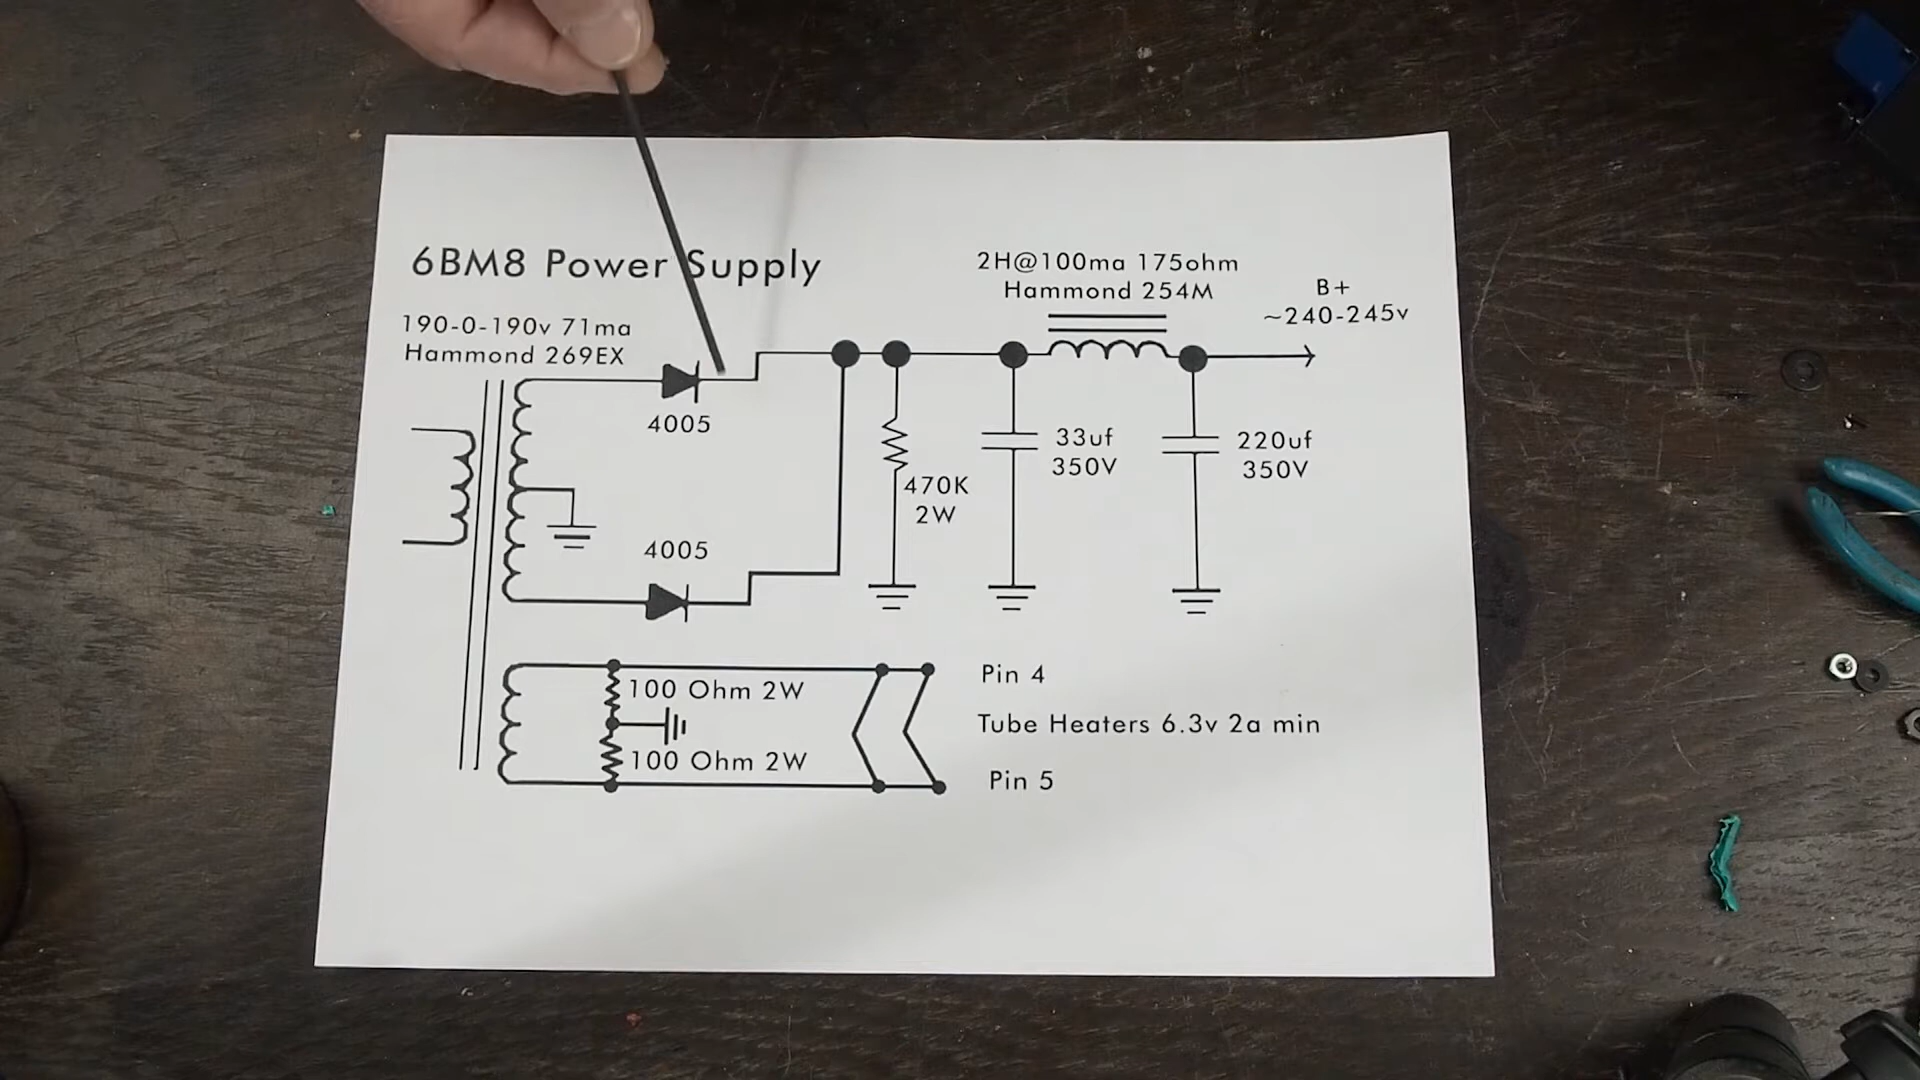 6BM8 Power Supply
190-0-190v 71ma
Hammond 269EX
4005
4005
2H@100ma 175ohm
Hammond 254M
B+
~240-245v
470K
2W
33uf
350V
220uf
350V
100 Ohm 2W
100 Ohm 2W
Pin 4
Tube Heaters 6.3v 2a min
Pin 5